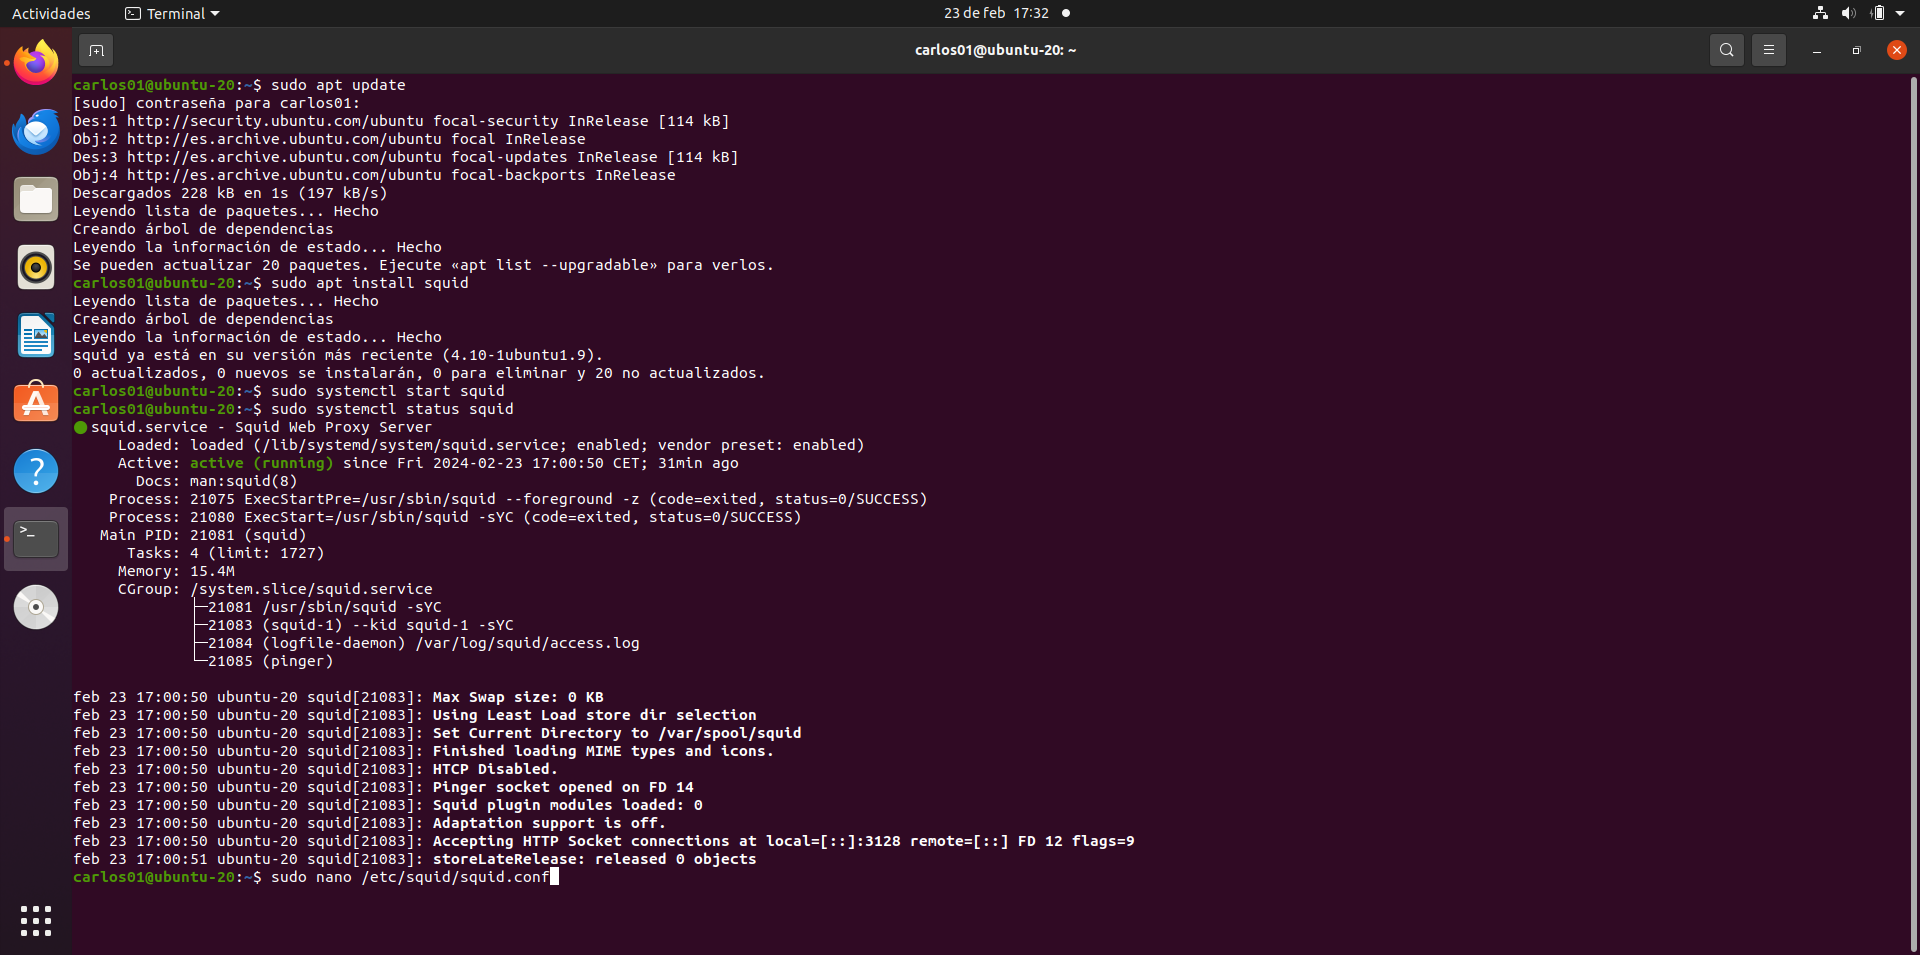 Actividades
Terminal
23 de feb 17:32
carlos01@ubuntu-20: ~
carlos01@ubuntu-20:~$ sudo apt update
[sudo] contraseña para carlos01:
Des:1 http://security.ubuntu.com/ubuntu focal-security InRelease [114 kB]
Obj:2 http://es.archive.ubuntu.com/ubuntu focal InRelease
Des:3 http://es.archive.ubuntu.com/ubuntu focal-updates InRelease [114 kB]
Obj:4 http://es.archive.ubuntu.com/ubuntu focal-backports InRelease
Descargados 228 kB en 1s (197 kB/s)
Leyendo lista de paquetes... Hecho
Creando árbol de dependencias
Leyendo la información de estado... Hecho
Se pueden actualizar 20 paquetes. Ejecute «apt list --upgradable» para verlos.
carlos01@ubuntu-20:~$ sudo apt install squid
Leyendo lista de paquetes... Hecho
Creando árbol de dependencias
Leyendo la información de estado... Hecho
squid ya está en su versión más reciente (4.10-1ubuntu1.9).
0 actualizados, 0 nuevos se instalarán, 0 para eliminar y 20 no actualizados.
carlos01@ubuntu-20:~$ sudo systemctl start squid
carlos01@ubuntu-20:~$ sudo systemctl status squid
● squid.service - Squid Web Proxy Server
     Loaded: loaded (/lib/systemd/system/squid.service; enabled; vendor preset: enabled)
     Active: active (running) since Fri 2024-02-23 17:00:50 CET; 31min ago
       Docs: man:squid(8)
    Process: 21075 ExecStartPre=/usr/sbin/squid --foreground -z (code=exited, status=0/SUCCESS)
    Process: 21080 ExecStart=/usr/sbin/squid -sYC (code=exited, status=0/SUCCESS)
   Main PID: 21081 (squid)
      Tasks: 4 (limit: 1727)
     Memory: 15.4M
     CGroup: /system.slice/squid.service
             ├─21081 /usr/sbin/squid -sYC
             ├─21083 (squid-1) --kid squid-1 -sYC
             ├─21084 (logfile-daemon) /var/log/squid/access.log
             └─21085 (pinger)
feb 23 17:00:50 ubuntu-20 squid[21083]: Max Swap size: 0 KB
feb 23 17:00:50 ubuntu-20 squid[21083]: Using Least Load store dir selection
feb 23 17:00:50 ubuntu-20 squid[21083]: Set Current Directory to /var/spool/squid
feb 23 17:00:50 ubuntu-20 squid[21083]: Finished loading MIME types and icons.
feb 23 17:00:50 ubuntu-20 squid[21083]: HTCP Disabled.
feb 23 17:00:50 ubuntu-20 squid[21083]: Pinger socket opened on FD 14
feb 23 17:00:50 ubuntu-20 squid[21083]: Squid plugin modules loaded: 0
feb 23 17:00:50 ubuntu-20 squid[21083]: Adaptation support is off.
feb 23 17:00:50 ubuntu-20 squid[21083]: Accepting HTTP Socket connections at local=[::]:3128 remote=[::] FD 12 flags=9
feb 23 17:00:51 ubuntu-20 squid[21083]: storeLateRelease: released 0 objects
carlos01@ubuntu-20:~$ sudo nano /etc/squid/squid.conf